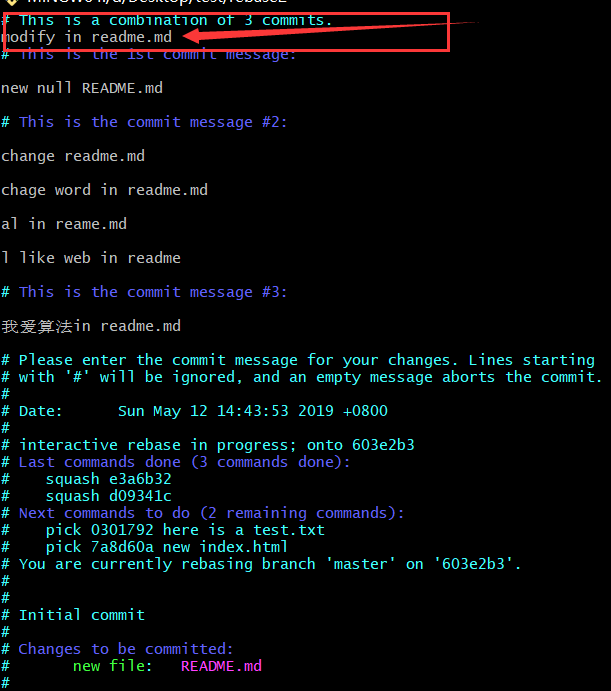 # This is a combination of 3 commits.
modify in readme.md
# This is the 1st commit message:
new null README.md
# This is the commit message #2:
change readme.md
chage word in readme.md
al in reame.md
l like web in readme
# This is the commit message #3:
我爱算法in readme.md
# Please enter the commit message for your changes. Lines starting
# with '#' will be ignored, and an empty message aborts the commit.
#
# Date:      Sun May 12 14:43:53 2019 +0800
#
# interactive rebase in progress; onto 603e2b3
# Last commands done (3 commands done):
#    squash e3a6b32
#    squash d09341c
# Next commands to do (2 remaining commands):
#    pick 0301792 here is a test.txt
#    pick 7a8d60a new index.html
# You are currently rebasing branch 'master' on '603e2b3'.
#
#
# Initial commit
#
# Changes to be committed:
#       new file:   README.md
#